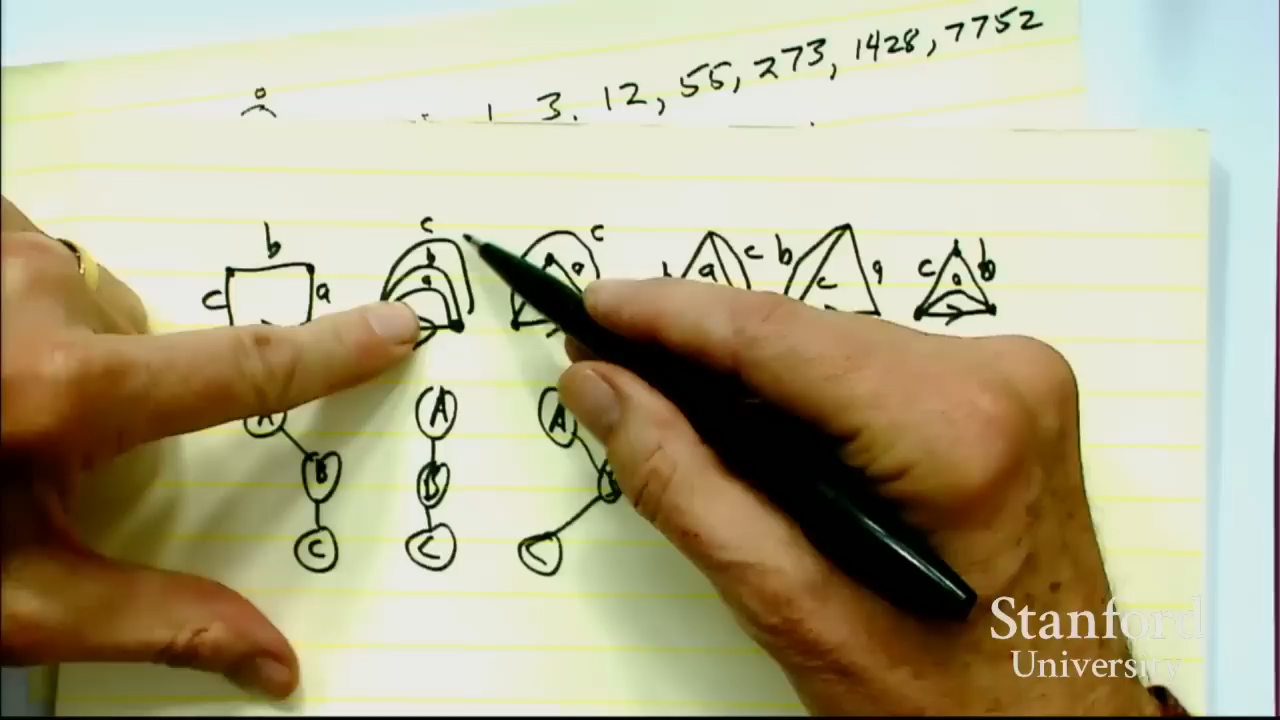 1, 3, 12, 55, 273, 1428, 7752
b c c b c b
c a b a a c a a
A A A
B B
C C C
Stanford
University